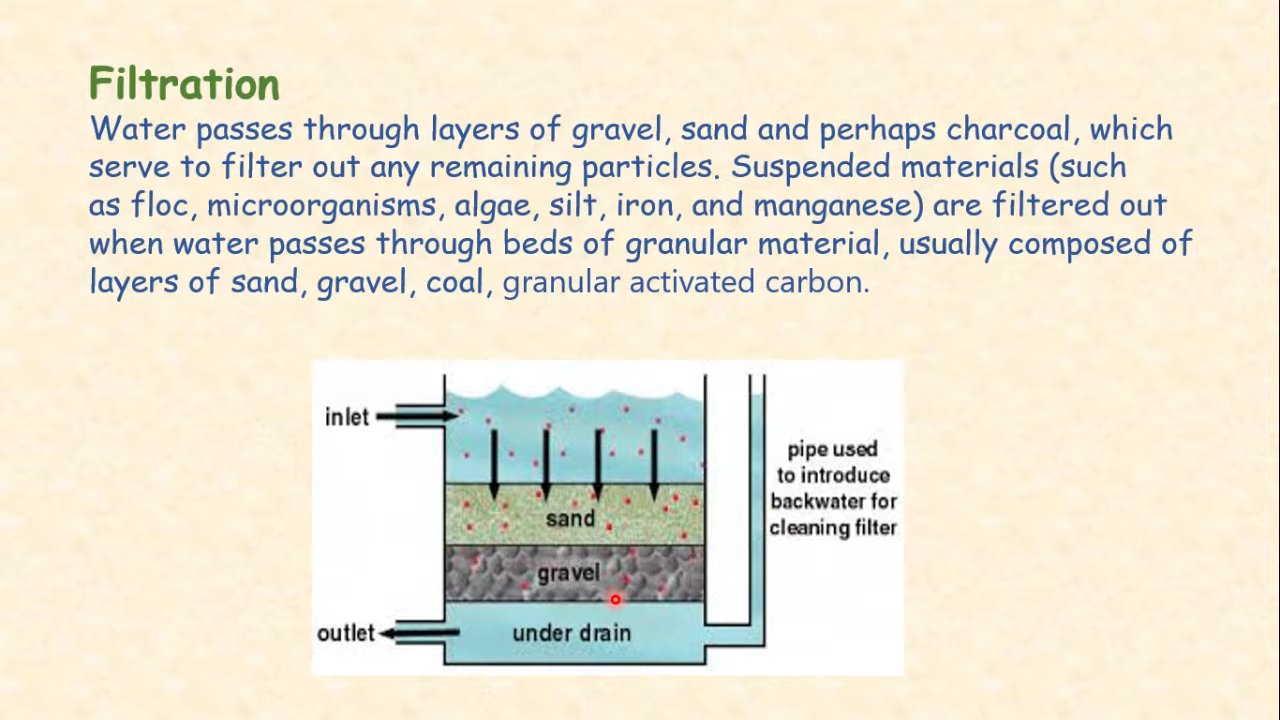 Filtration
Water passes through layers of gravel, sand and perhaps charcoal, which
serve to filter out any remaining particles. Suspended materials (such
as floc, microorganisms, algae, silt, iron, and manganese) are filtered out
when water passes through beds of granular material, usually composed of
layers of sand, gravel, coal, granular activated carbon.
inlet
pipe used
to introduce
backwater for
cleaning filter
sand
gravel
outlet
under drain